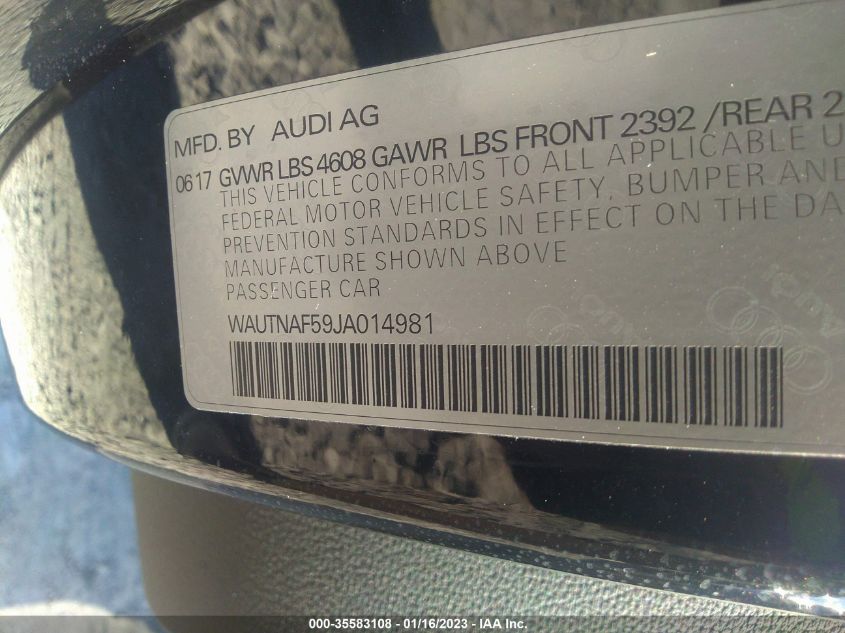 MFD. BY AUDI AG
0617 GVWR LBS 4608 GAWR LBS FRONT 2392 /REAR 2
THIS VEHICLE CONFORMS TO ALL APPLICABLE U
FEDERAL MOTOR VEHICLE SAFETY, BUMPER AND
PREVENTION STANDARDS IN EFFECT ON THE DA
MANUFACTURE SHOWN ABOVE
PASSENGER CAR
WAUTNAF59JA014981
000-35583108 - 01/16/2023 - IAA Inc.